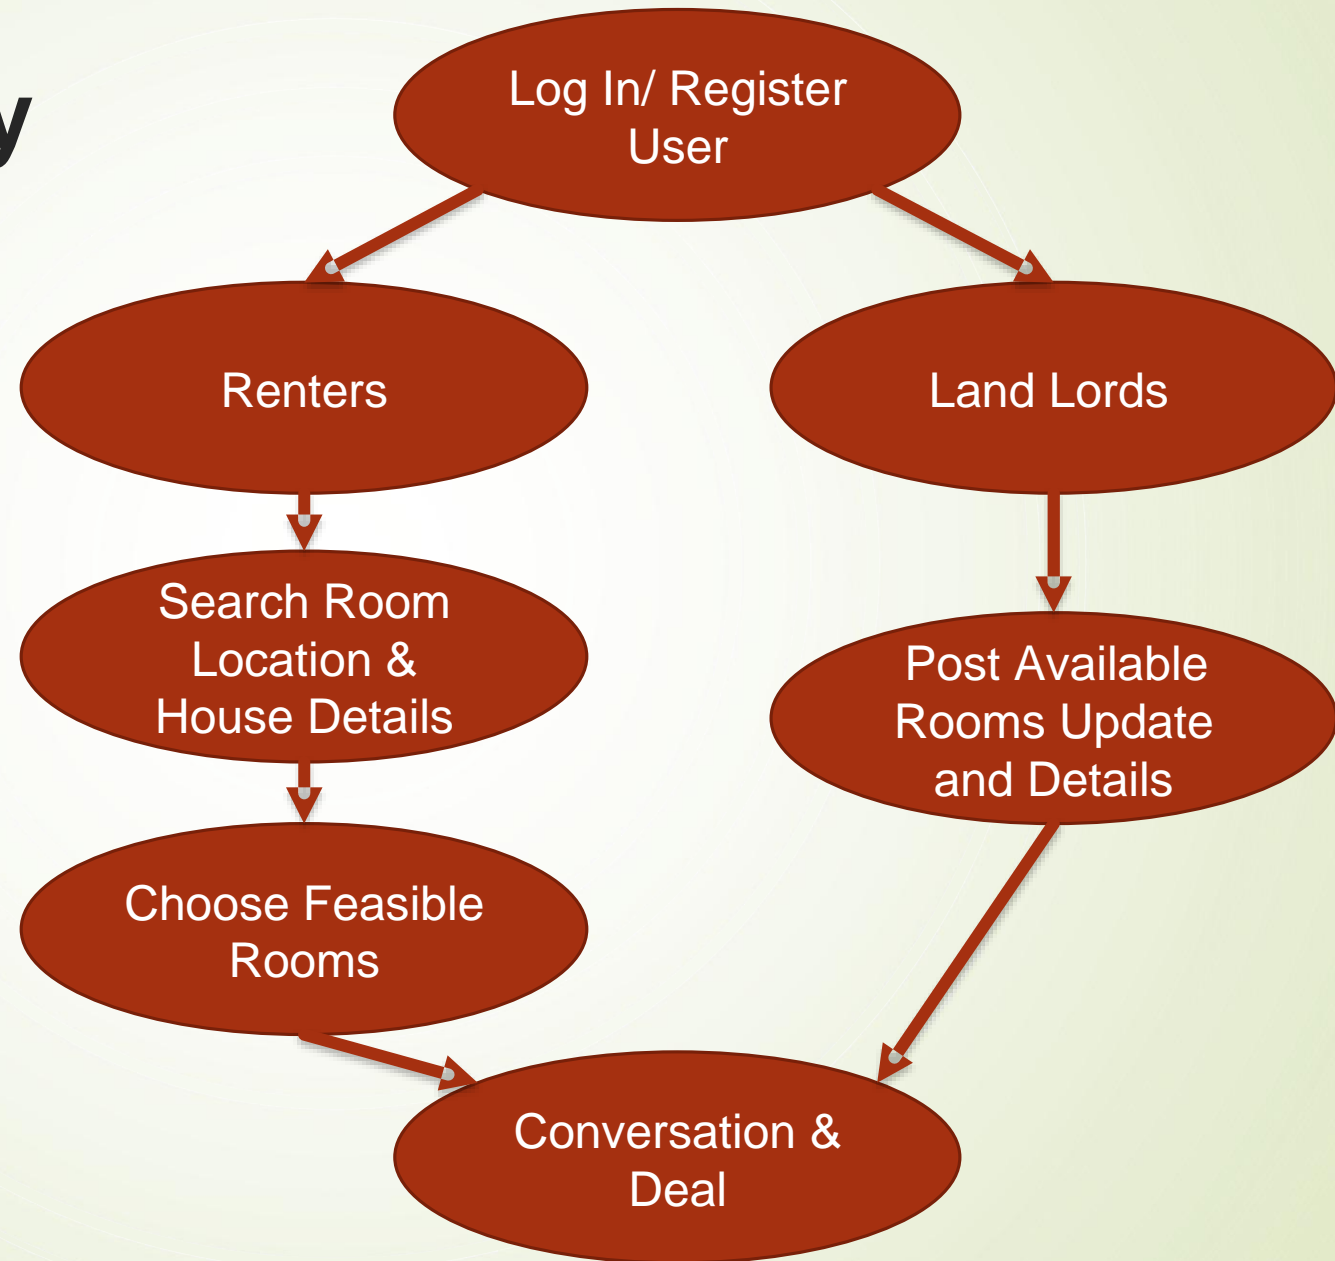 y
Log In/ Register
User
Renters
Land Lords
Search Room
Location &
House Details
Post Available
Rooms Update
and Details
Choose Feasible
Rooms
Conversation &
Deal